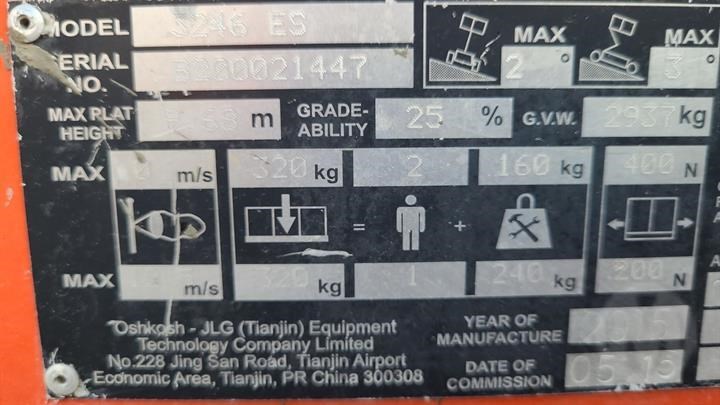 MODEL 3246 ES
SERIAL NO. B200021447
MAX 2° MAX 3°
MAX PLAT HEIGHT m GRADE-ABILITY 25 % G.V.W. 2937 kg
MAX 0 m/s 320 kg 2 160 kg 400 N
= +
MAX m/s 320 kg 1 240 kg 200 N
Oshkosh - JLG (Tianjin) Equipment
Technology Company Limited
No.228 Jing San Road, Tianjin Airport
Economic Area, Tianjin, PR China 300308
YEAR OF MANUFACTURE 2015
DATE OF COMMISSION 05.15